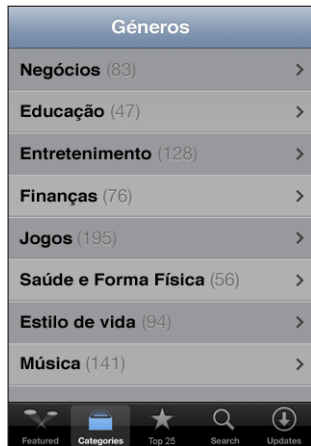 Géneros
Negócios (83)
Educação (47)
Entretenimento (128)
Finanças (76)
Jogos (195)
Saúde e Forma Física (56)
Estilo de vida (94)
Música (141)
Featured Categories Top 25 Search Updates